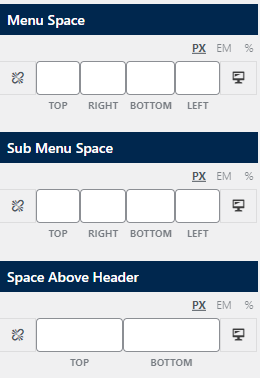 Menu Space
PX EM %
TOP RIGHT BOTTOM LEFT
Sub Menu Space
PX EM %
TOP RIGHT BOTTOM LEFT
Space Above Header
PX EM %
TOP BOTTOM